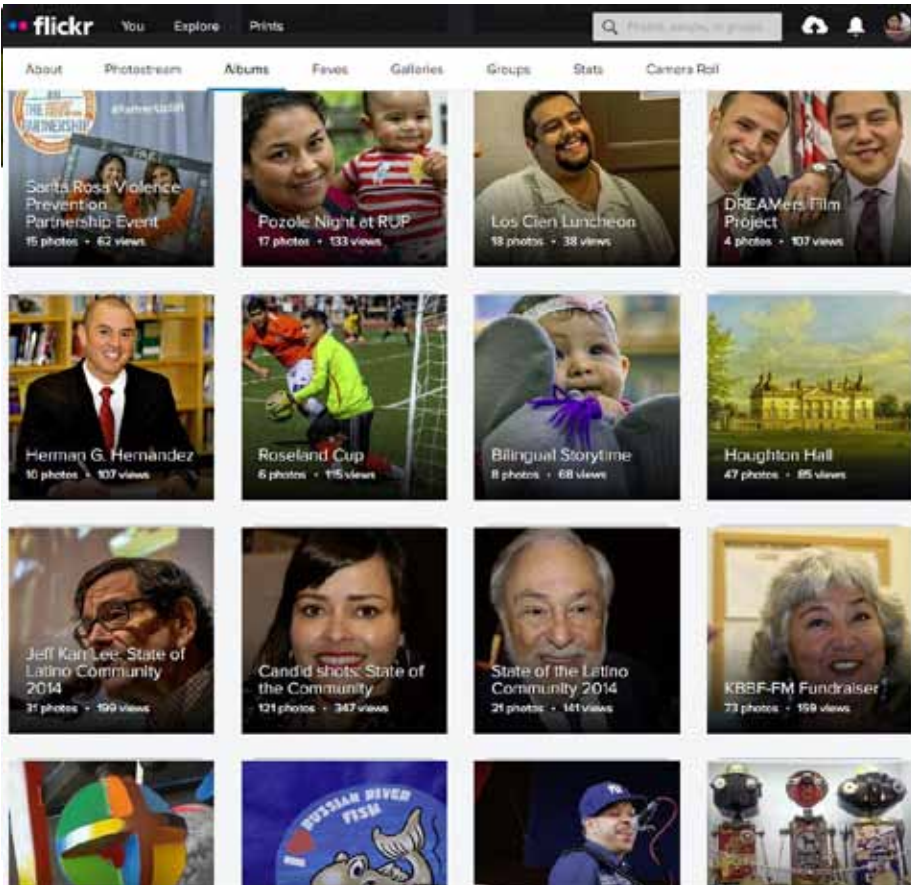 flickr You Explore Prints
About Photostream Albums Faves Galleries Groups Stats Camera Roll
THE
PARTNERSHIP
Santa Rosa Violence
Prevention
Partnership Event
15 photos • 62 views
Pozole Night at RUP
17 photos • 133 views
Los Cien Luncheon
18 photos • 38 views
DREAMers Film
Project
4 photos • 107 views
Herman G. Hernandez
10 photos • 107 views
Roseland Cup
6 photos • 115 views
Bilingual Storytime
8 photos • 68 views
Houghton Hall
47 photos • 85 views
Jeff Kan Lee: State of
Latino Community
2014
31 photos • 199 views
Candid shots: State of
the Community
121 photos • 347 views
State of the Latino
Community 2014
21 photos • 141 views
KBBF-FM Fundraiser
73 photos • 159 views
RUSSIAN RIVER
FISH